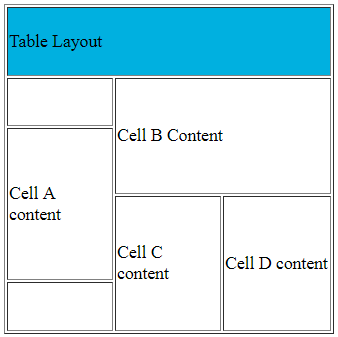 Table Layout
Cell B Content
Cell A
content
Cell C
content
Cell D content